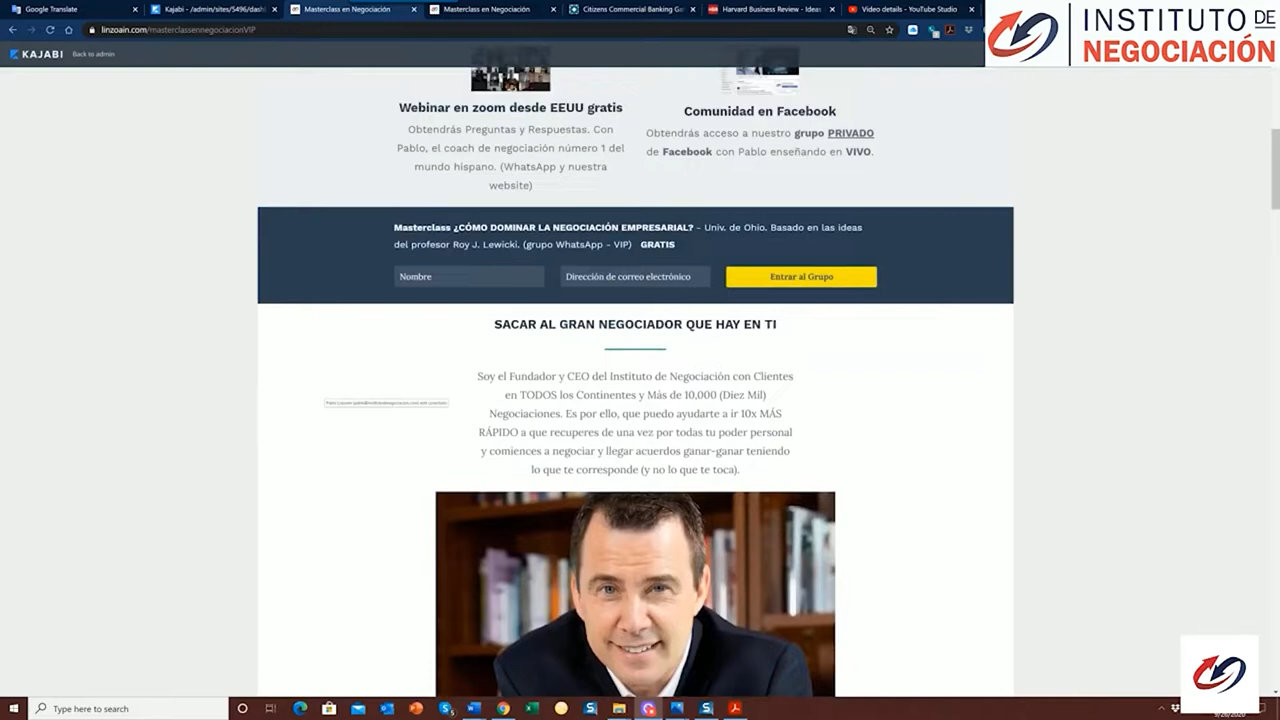 Google Translate
Kajabi - /admin/sites/5496/dash
Masterclass en Negociación
Masterclass en Negociación
Citizens Commercial Banking
Harvard Business Review - Ideas
Video details - YouTube Studio
linzoain.com/masterclassennegociacionVIP
KAJABI
Back to admin
INSTITUTO DE
NEGOCIACIÓN
Webinar en zoom desde EEUU gratis
Obtendrás Preguntas y Respuestas. Con
Pablo, el coach de negociación número 1 del
mundo hispano. (WhatsApp y nuestra
website)
Comunidad en Facebook
Obtendrás acceso a nuestro grupo PRIVADO
de Facebook con Pablo enseñando en VIVO.
Masterclass ¿CÓMO DOMINAR LA NEGOCIACIÓN EMPRESARIAL? - Univ. de Ohio. Basado en las ideas
del profesor Roy J. Lewicki. (grupo WhatsApp - VIP) GRATIS
Nombre
Dirección de correo electrónico
Entrar al Grupo
SACAR AL GRAN NEGOCIADOR QUE HAY EN TI
Soy el Fundador y CEO del Instituto de Negociación con Clientes
en TODOS los Continentes y Màs de 10,000 (Diez Mil)
Negociaciones. Es por ello, que puedo ayudarte a ir 10x MÁS
RÁPIDO a que recuperes de una vez por todas tu poder personal
y comiences a negociar y llegar acuerdos ganar-ganar teniendo
lo que te corresponde (y no lo que te toca).
Type here to search